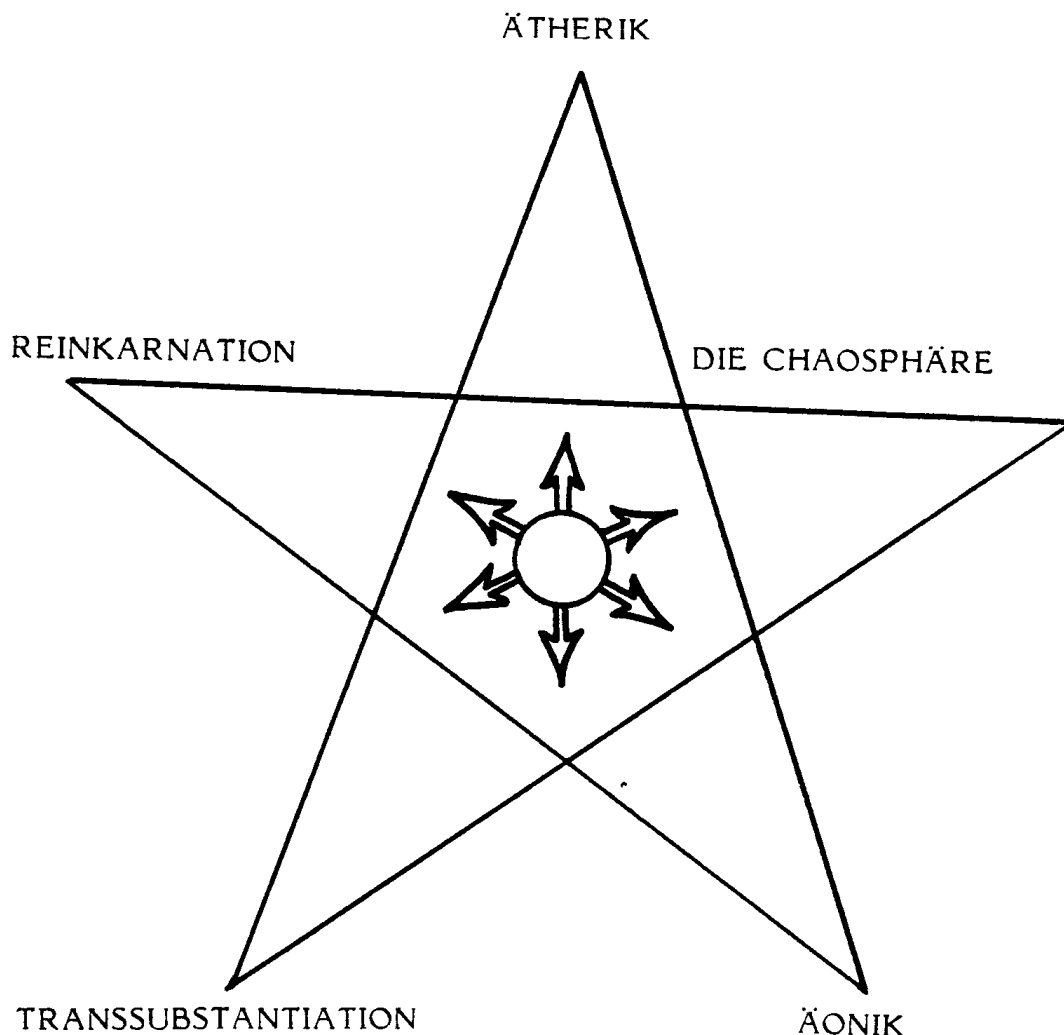 ÄTHERIK
REINKARNATION
DIE CHAOSPHÄRE
TRANSSUBSTANTIATION
ÄONIK